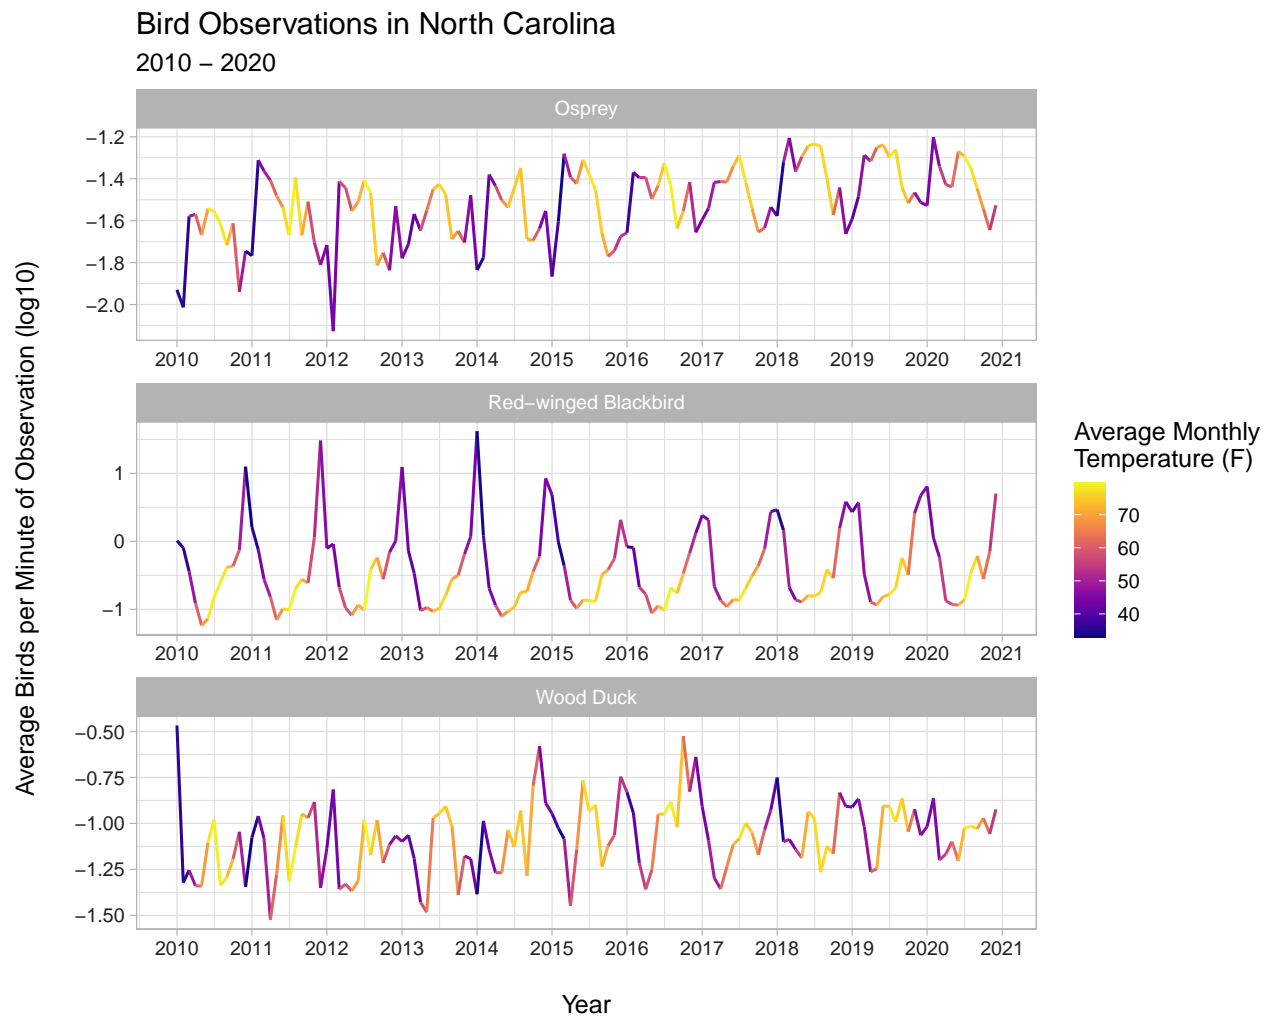 Bird Observations in North Carolina
2010 − 2020
Average Birds per Minute of Observation (log10)
Osprey
−1.2
−1.4
−1.6
−1.8
−2.0
2010 2011 2012 2013 2014 2015 2016 2017 2018 2019 2020 2021
Red−winged Blackbird
1
0
−1
2010 2011 2012 2013 2014 2015 2016 2017 2018 2019 2020 2021
Wood Duck
−0.50
−0.75
−1.00
−1.25
−1.50
2010 2011 2012 2013 2014 2015 2016 2017 2018 2019 2020 2021
Year
Average Monthly
Temperature (F)
70
60
50
40